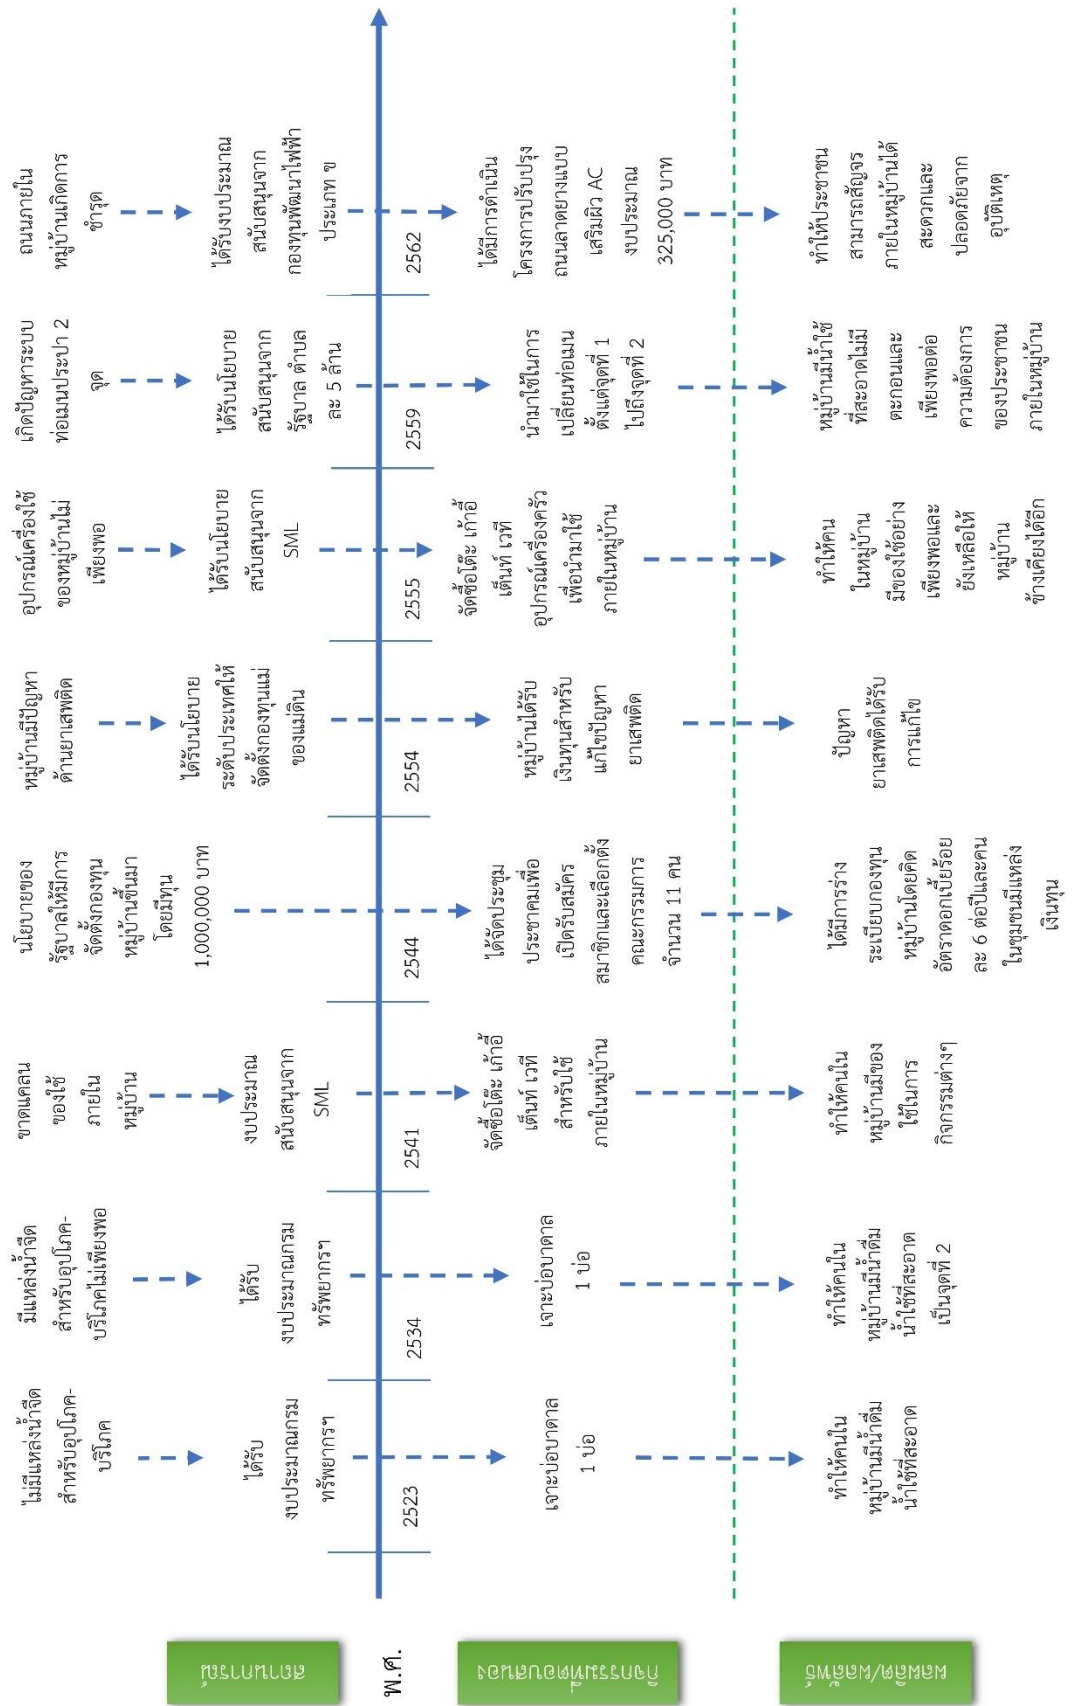 สถานการณ์
ไม่มีแหล่งน้ำจืด
สำหรับอุปโภค-
บริโภค
ได้รับ
งบประมาณกรม
ทรัพยากรฯ
มีแหล่งน้ำจืด
สำหรับอุปโภค-
บริโภคไม่เพียงพอ
ได้รับ
งบประมาณกรม
ทรัพยากรฯ
ขาดแคลน
ของใช้
ภายใน
หมู่บ้าน
งบประมาณ
สนับสนุนจาก
SML
นโยบายของ
รัฐบาลให้มีการ
จัดตั้งกองทุน
หมู่บ้านขึ้นมา
โดยมีทุน
1,000,000 บาท
หมู่บ้านมีปัญหา
ด้านยาเสพติด
ได้รับนโยบาย
ระดับประเทศให้
จัดตั้งกองทุนแม่
ของแม่ดิน
อุปกรณ์เครื่องใช้
ของหมู่บ้านไม่
เพียงพอ
ได้รับนโยบาย
สนับสนุนจาก
SML
เกิดปัญหาระบบ
ท่อเมนประปา 2
จุด
ได้รับนโยบาย
สนับสนุนจาก
รัฐบาล ตำบล
ละ 5 ล้าน
ถนนภายใน
หมู่บ้านเกิดการ
ชำรุด
ได้รับงบประมาณ
สนับสนุนจาก
กองทุนพัฒนาไฟฟ้า
ประเภท ข
พ.ศ.
2523
2534
2541
2544
2554
2555
2559
2562
กิจกรรมที่ตอบสนอง
เจาะบ่อบาดาล
1 บ่อ
เจาะบ่อบาดาล
1 บ่อ
จัดซื้อโต๊ะ เก้าอี้
เต็นท์ เวที
สำหรับใช้
ภายในหมู่บ้าน
ได้จัดประชุม
ประชาคมเพื่อ
เปิดรับสมัคร
สมาชิกและเลือกตั้ง
คณะกรรมการ
จำนวน 11 คน
หมู่บ้านได้รับ
เงินทุนสำหรับ
แก้ไขปัญหา
ยาเสพติด
จัดซื้อโต๊ะ เก้าอี้
เต็นท์ เวที
อุปกรณ์เครื่องครัว
เพื่อนำมาใช้
ภายในหมู่บ้าน
นำมาใช้ในการ
เปลี่ยนท่อเมน
ตั้งแต่จุดที่ 1
ไปถึงจุดที่ 2
ได้มีการดำเนิน
โครงการปรับปรุง
ถนนลาดยางแบบ
เสริมผิว AC
งบประมาณ
325,000 บาท
ผลผลิต/ผลลัพธ์
ทำให้คนใน
หมู่บ้านมีน้ำดื่ม
น้ำใช้ที่สะอาด
ทำให้คนใน
หมู่บ้านมีน้ำดื่ม
น้ำใช้ที่สะอาด
เป็นจุดที่ 2
ทำให้คนใน
หมู่บ้านมีของ
ใช้ในการ
กิจกรรมต่างๆ
ได้มีการร่าง
ระเบียบกองทุน
หมู่บ้านโดยคิด
อัตราดอกเบี้ยร้อย
ละ 6 ต่อปีและคน
ในชุมชนมีแหล่ง
เงินทุน
ปัญหา
ยาเสพติดได้รับ
การแก้ไข
ทำให้คน
ในหมู่บ้าน
มีของใช้อย่าง
เพียงพอและ
ยังเหลือให้
หมู่บ้าน
ข้างเคียงได้อีก
หมู่บ้านมีน้ำใช้
ที่สะอาดไม่มี
ตะกอนและ
เพียงพอต่อ
ความต้องการ
ของประชาชน
ภายในหมู่บ้าน
ทำให้ประชาชน
สามารถสัญจร
ภายในหมู่บ้านได้
สะดวกและ
ปลอดภัยจาก
อุบัติเหตุ